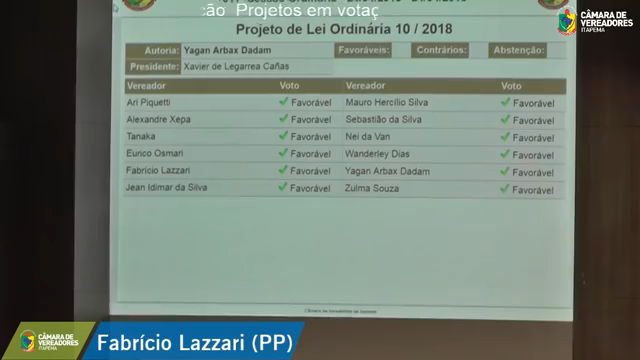 ção Projetos em votaç
CÂMARA DE
VEREADORES
ITAPEMA
Projeto de Lei Ordinária 10 / 2018
Autoria: Yagan Arbax Dadam Favoráveis: Contrários: Abstenção:
Presidente: Xavier de Legarrea Cañas
Vereador Voto Vereador Voto
Ari Piquetti Favorável Mauro Hercílio Silva Favorável
Alexandre Xepa Favorável Sebastião da Silva Favorável
Tanaka Favorável Nei da Van Favorável
Eurico Osmari Favorável Wanderley Dias Favorável
Fabrício Lazzari Favorável Yagan Arbax Dadam Favorável
Jean Idimar da Silva Favorável Zulma Souza Favorável
CÂMARA DE
VEREADORES
ITAPEMA
Fabrício Lazzari (PP)